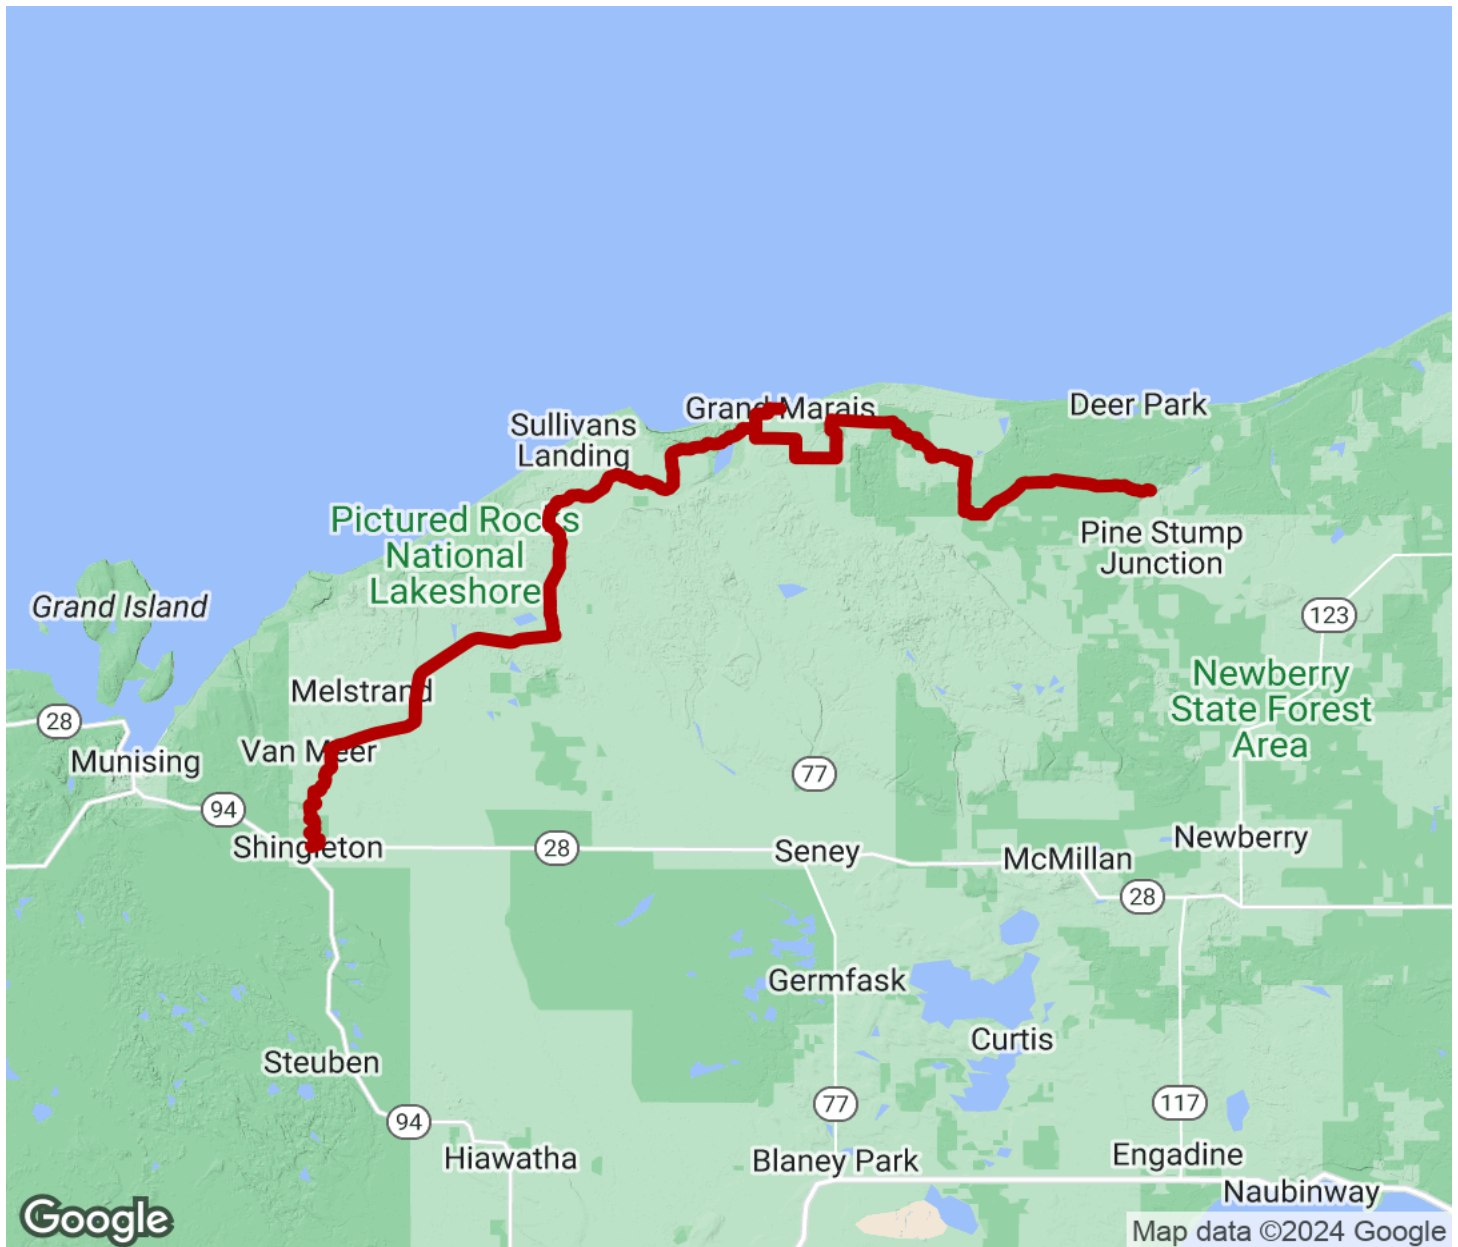 Grand Marais
Deer Park
Sullivans
Landing
Pictured Rocks
National
Lakeshore
Pine Stump
Junction
Grand Island
123
Newberry
State Forest
Area
Melstrand
28
Van Meer
Munising
77
94
Shingleton
28
Seney
McMillan
Newberry
28
Germfask
Curtis
Steuben
94
77
117
Hiawatha
Blaney Park
Engadine
Naubinway
Google
Map data ©2024 Google